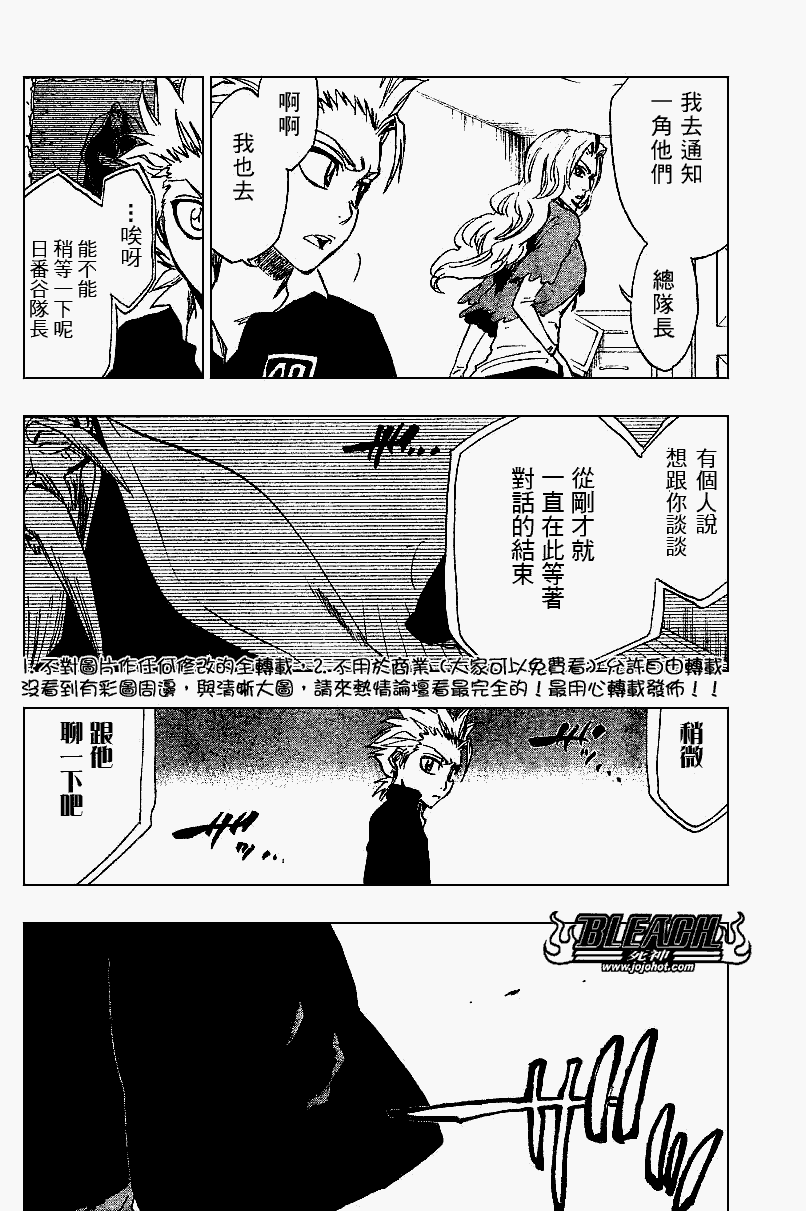 我去通知
一角他們
總隊長
啊啊
我也去
…唉呀
能不能
稍等一下呢
日番谷隊長
有個人說
想跟你談談
從剛才就
一直在此等著
對話的結束
1.不對圖片作任何修改的全轉載，2.不用於商業（大家可以免費看）允許自由轉載
沒看到有彩圖周邊，與清晰大圖，請來熱情論壇看最完全的！最用心轉載發佈！！
稍微
跟他
聊一下吧
BLEACH
死神
www.jojohot.com